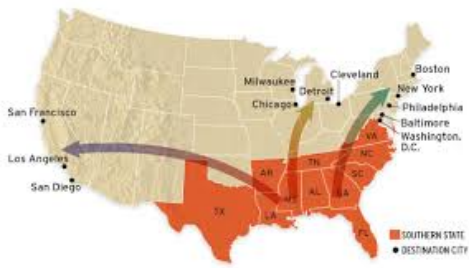 Boston
Cleveland
Milwaukee
Detroit
New York
Chicago
Philadelphia
San Francisco
Baltimore
Washington,
D.C.
VA
Los Angeles
NC
TN
AR
SC
San Diego
MS
AL
GA
TX
LA
FL
SOUTHERN STATE
DESTINATION CITY